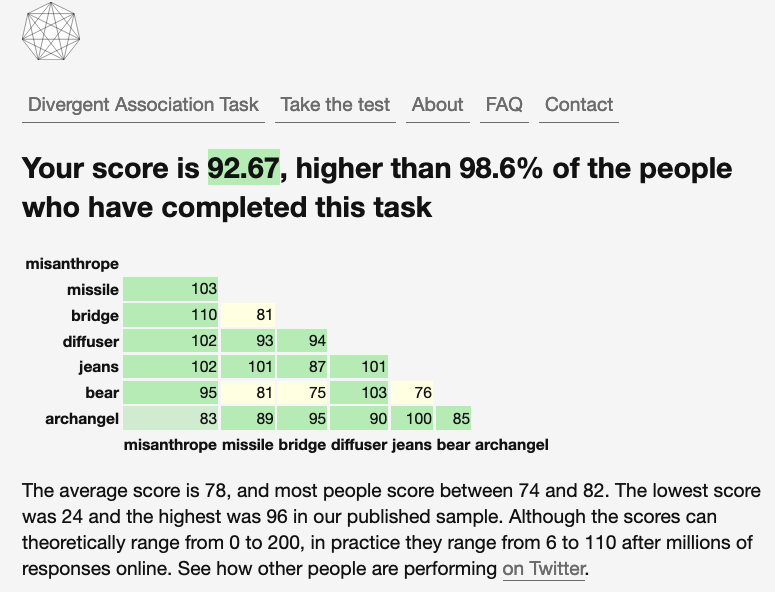 Divergent Association Task Take the test About FAQ Contact
Your score is 92.67, higher than 98.6% of the people
who have completed this task
misanthrope
missile 103
bridge 110 81
diffuser 102 93 94
jeans 102 101 87 101
bear 95 81 75 103 76
archangel 83 89 95 90 100 85
misanthrope missile bridge diffuser jeans bear archangel
The average score is 78, and most people score between 74 and 82. The lowest score
was 24 and the highest was 96 in our published sample. Although the scores can
theoretically range from 0 to 200, in practice they range from 6 to 110 after millions of
responses online. See how other people are performing on Twitter.